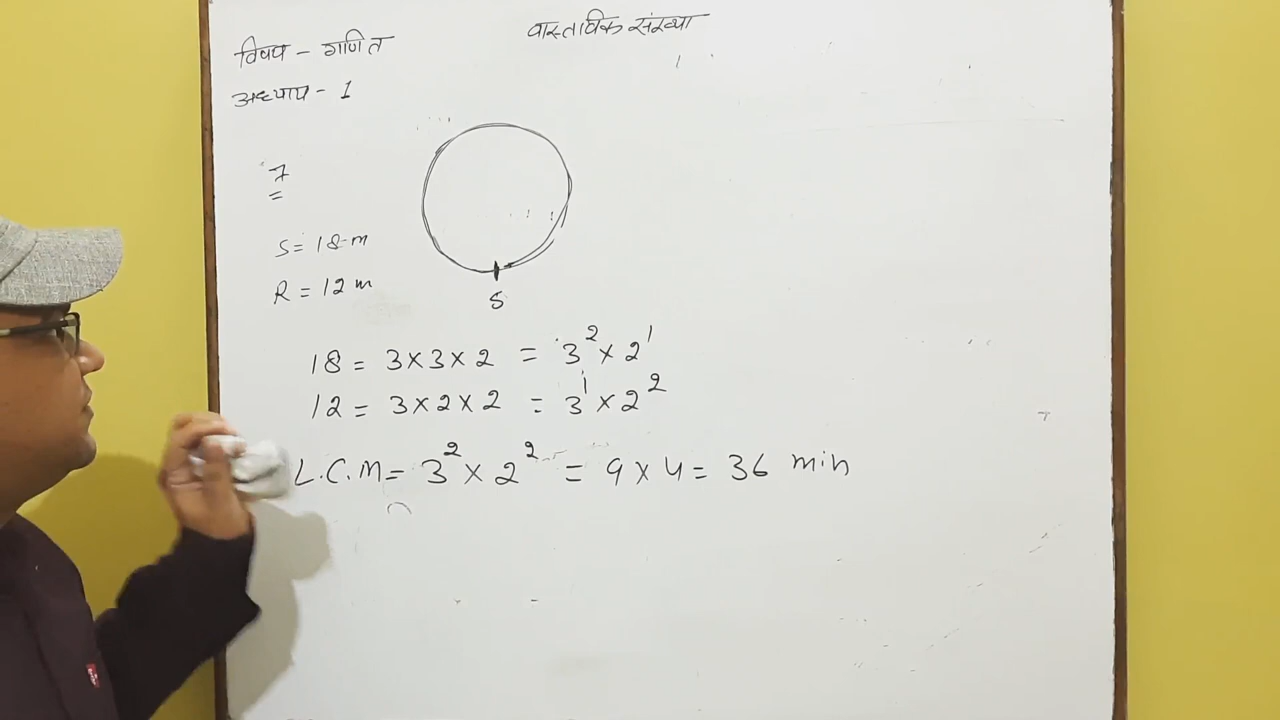 वास्तविक संख्या
विषय - गणित
अध्याय - 1
7
S = 18 m
R = 12 m
S
18 = 3 × 3 × 2 = 3² × 2¹
12 = 3 × 2 × 2 = 3¹ × 2²
L.C.M = 3² × 2² = 9 × 4 = 36 min